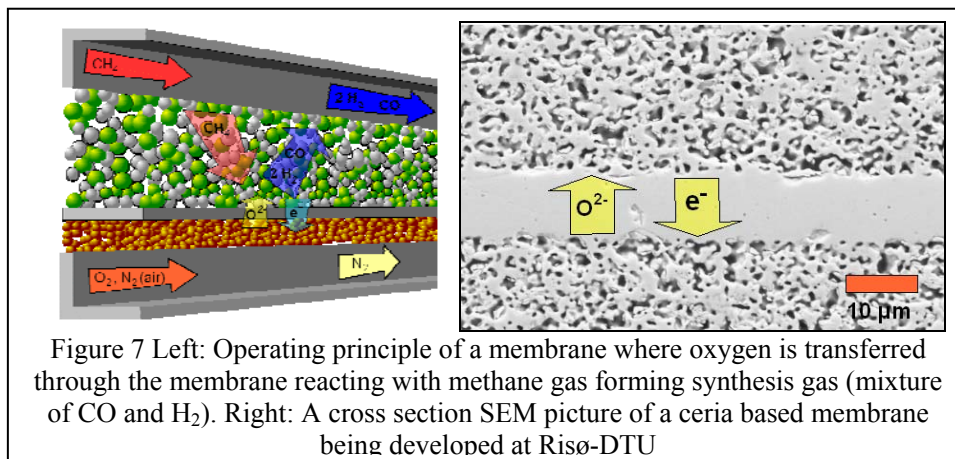 CH4
2 H2 CO
CH4
CO
2 H2
O2- e-
O2, N2(air)
N2
O2-
e-
10 µm
Figure 7 Left: Operating principle of a membrane where oxygen is transferred
through the membrane reacting with methane gas forming synthesis gas (mixture
of CO and H2). Right: A cross section SEM picture of a ceria based membrane
being developed at Risø-DTU